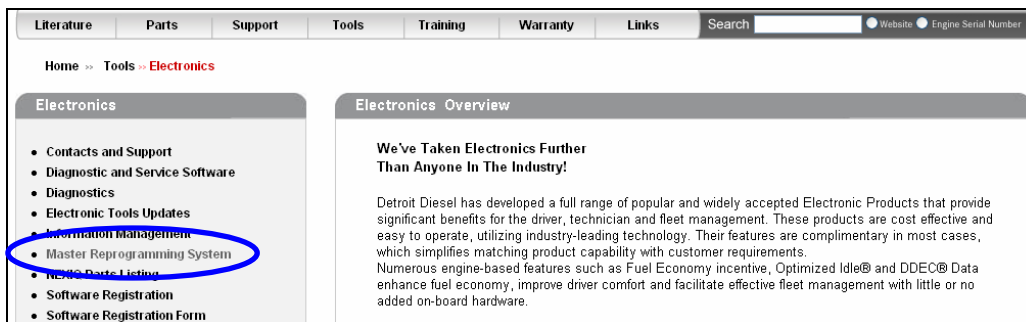 Literature Parts Support Tools Training Warranty Links Search Website Engine Serial Number
Home » Tools » Electronics
Electronics
• Contacts and Support
• Diagnostic and Service Software
• Diagnostics
• Electronic Tools Updates
• Information Management
• Master Reprogramming System
• NEXIQ Parts Listing
• Software Registration
• Software Registration Form
Electronics Overview
We've Taken Electronics Further
Than Anyone In The Industry!
Detroit Diesel has developed a full range of popular and widely accepted Electronic Products that provide
significant benefits for the driver, technician and fleet management. These products are cost effective and
easy to operate, utilizing industry-leading technology. Their features are complimentary in most cases,
which simplifies matching product capability with customer requirements.
Numerous engine-based features such as Fuel Economy incentive, Optimized Idle® and DDEC® Data
enhance fuel economy, improve driver comfort and facilitate effective fleet management with little or no
added on-board hardware.